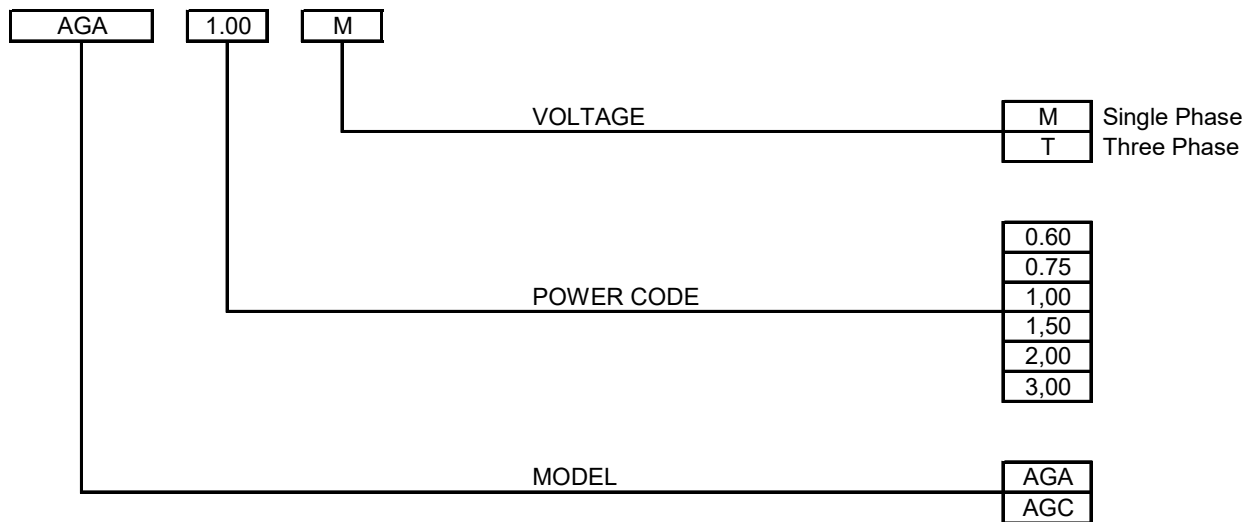 AGA 1.00 M
VOLTAGE M Single Phase
T Three Phase
0.60
0.75
POWER CODE 1,00
1,50
2,00
3,00
MODEL AGA
AGC